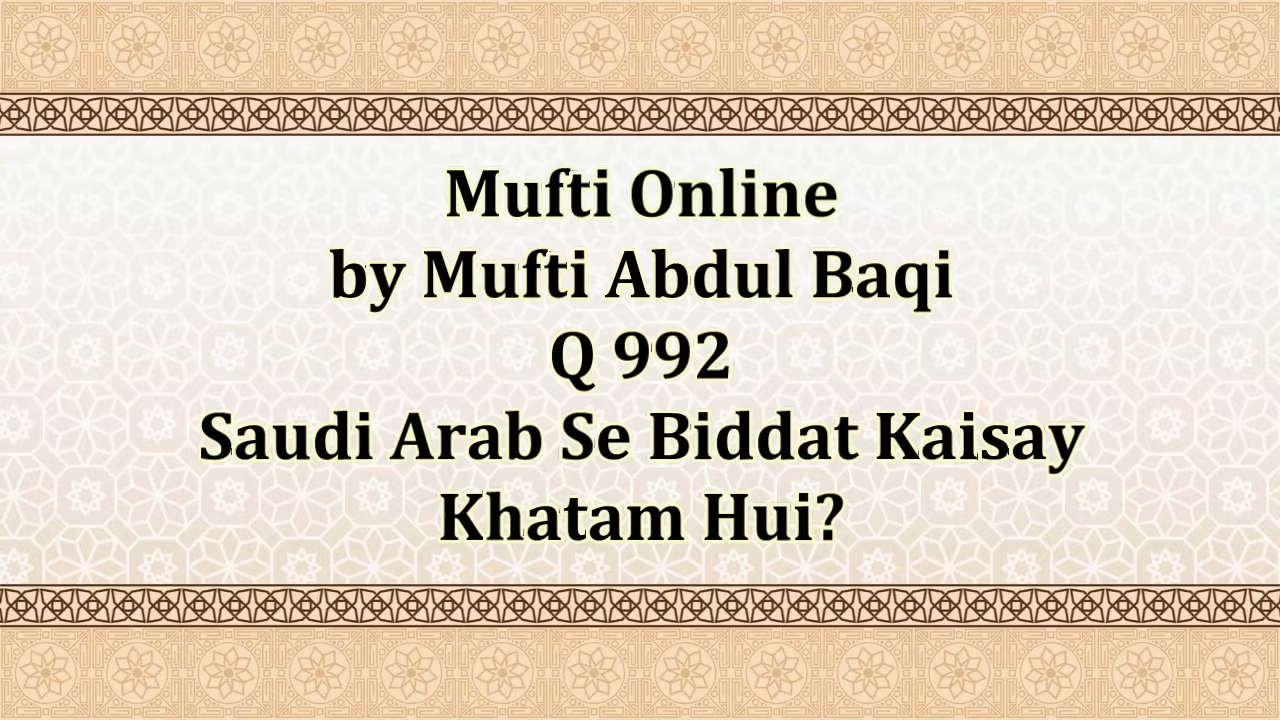 Mufti Online
by Mufti Abdul Baqi
Q 992
Saudi Arab Se Biddat Kaisay
Khatam Hui?